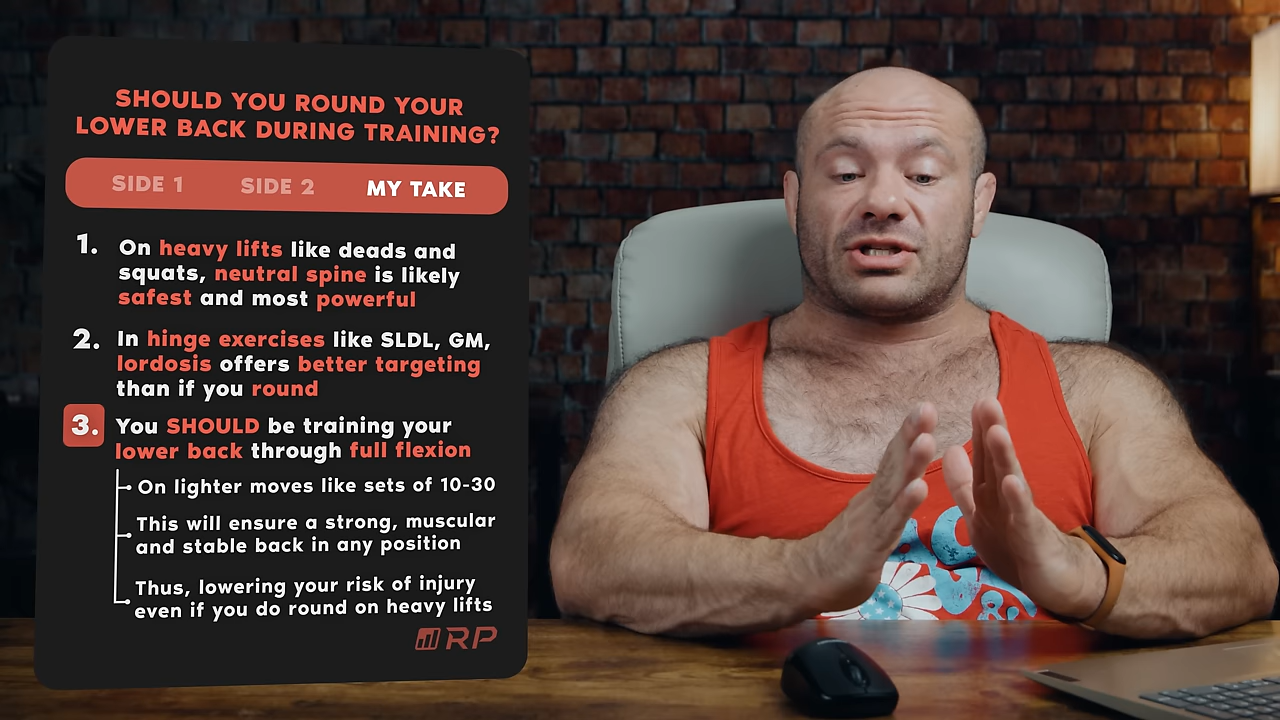 SHOULD YOU ROUND YOUR
LOWER BACK DURING TRAINING?
SIDE 1 SIDE 2 MY TAKE
1. On heavy lifts like deads and
squats, neutral spine is likely
safest and most powerful
2. In hinge exercises like SLDL, GM,
lordosis offers better targeting
than if you round
3. You SHOULD be training your
lower back through full flexion
On lighter moves like sets of 10-30
This will ensure a strong, muscular
and stable back in any position
Thus, lowering your risk of injury
even if you do round on heavy lifts
RP